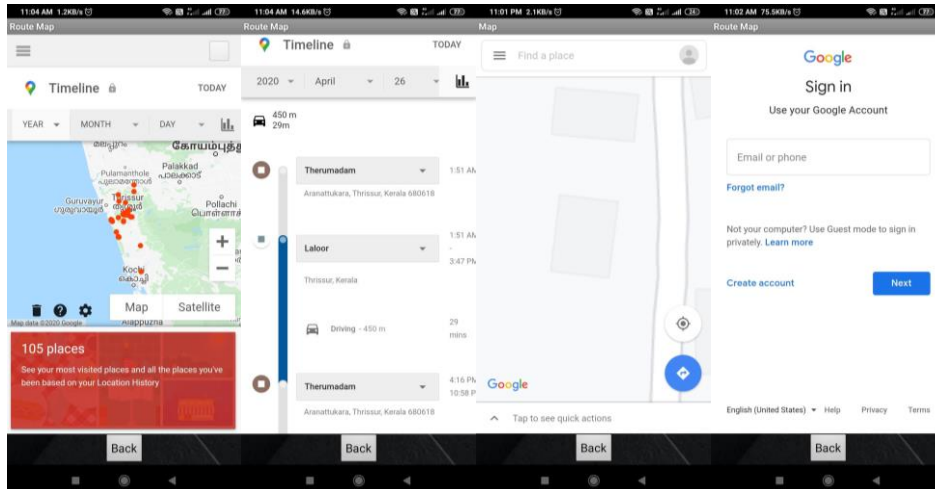 11:04 AM 1.2KB/s
Route Map
Timeline
TODAY
YEAR
MONTH
DAY
கோயம்புத்
Pulamanthole
Palakkad
പാലക്കാട്
Guruvayur
ഗുരുവായൂർ
Thrissur
തൃശൂർ
Pollachi
பொள்ளாச்
Kochi
കൊച്ചി
+
−
Map
Satellite
Map data ©2020 Google
Alappuzha
105 places
See your most visited places and all the places you've
been based on your Location History
Back
11:04 AM 14.6KB/s
Route Map
Timeline
TODAY
2020
April
26
450 m
29m
Therumadam
1:51 AM
Aranattukara, Thrissur, Kerala 680618
Laloor
1:51 AM
-
3:47 PM
Thrissur, Kerala
Driving - 450 m
29
mins
Therumadam
4:16 PM
10:58 P
Aranattukara, Thrissur, Kerala 680618
Back
11:01 PM 2.1KB/s
Map
Find a place
Google
Tap to see quick actions
Back
11:02 AM 75.5KB/s
Route Map
Google
Sign in
Use your Google Account
Email or phone
Forgot email?
Not your computer? Use Guest mode to sign in
privately. Learn more
Create account
Next
English (United States)
Help
Privacy
Terms
Back